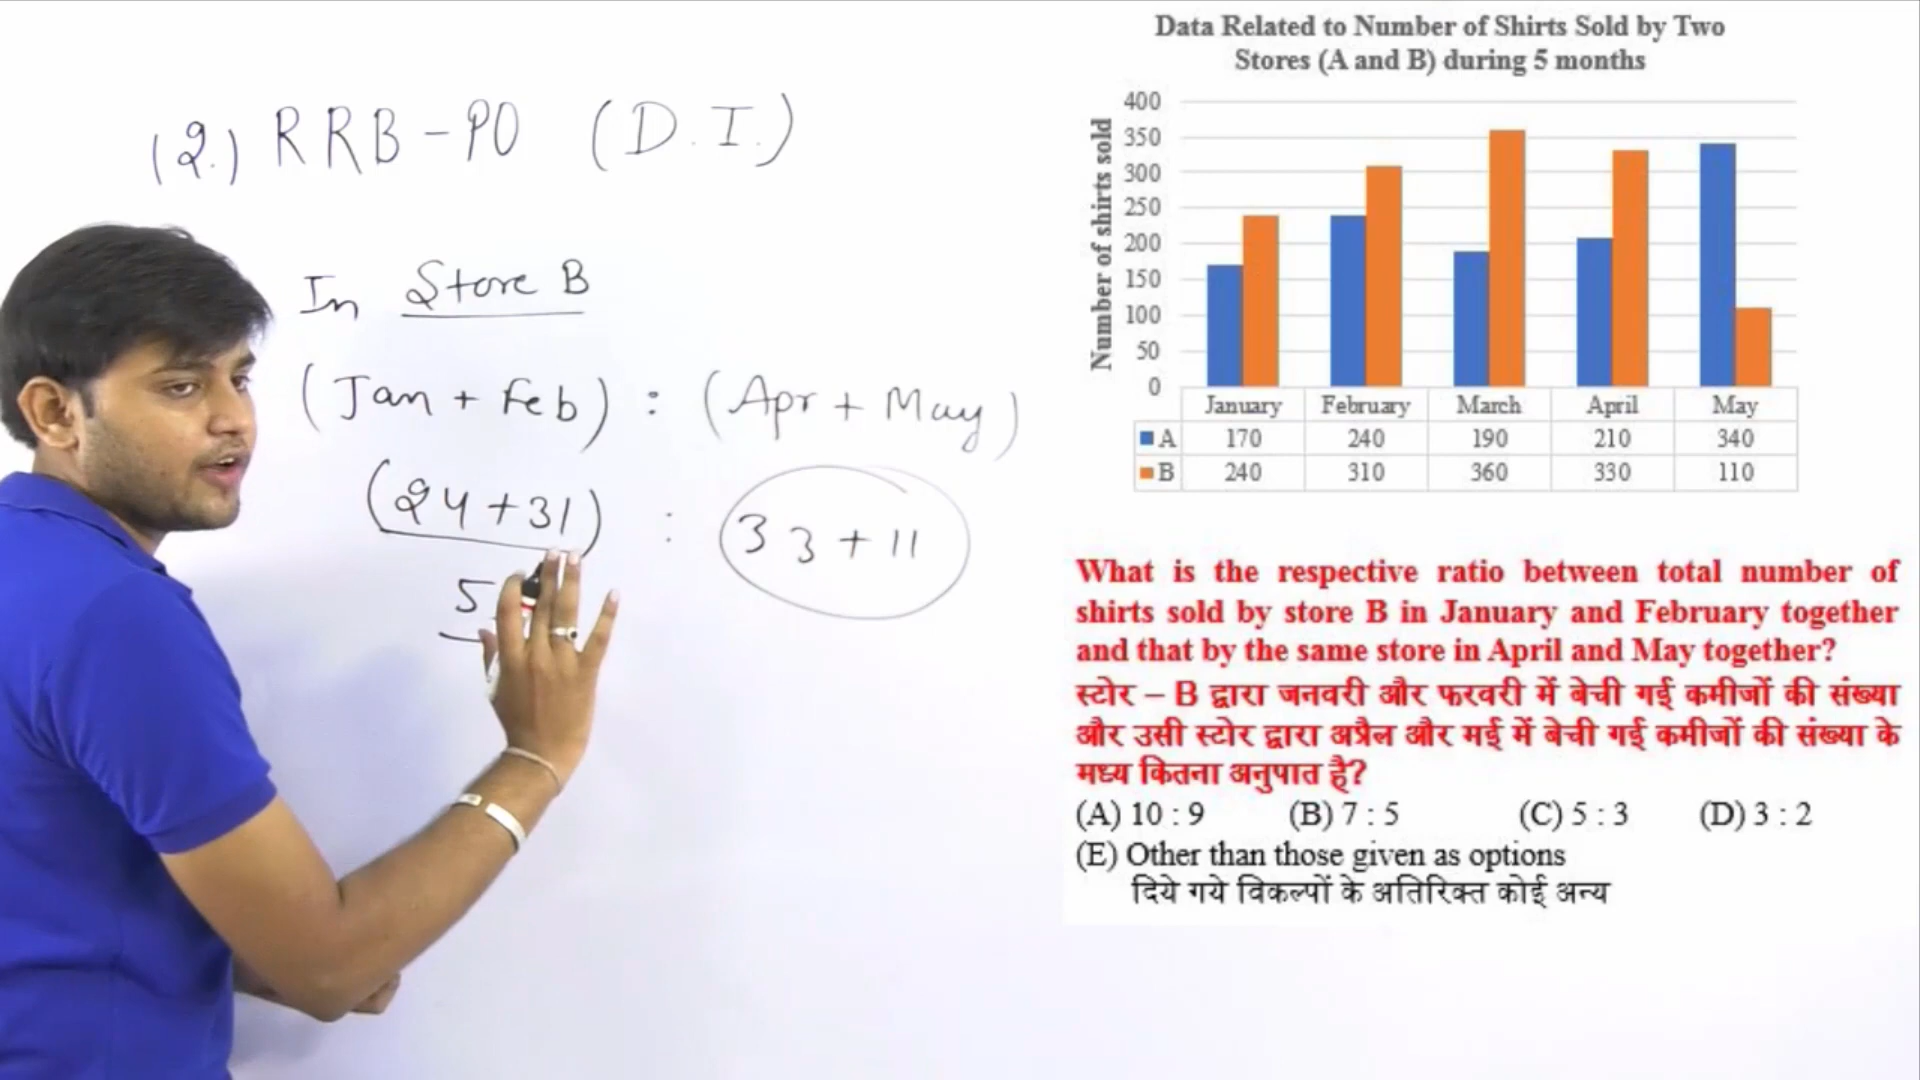 (2.) RRB-PO (D.I.)
In Store B
(Jan + Feb) : (Apr + May)
(24+31) : 33+11
5
Data Related to Number of Shirts Sold by Two
Stores (A and B) during 5 months
Number of shirts sold
400
350
300
250
200
150
100
50
0
January February March April May
A 170 240 190 210 340
B 240 310 360 330 110
What is the respective ratio between total number of
shirts sold by store B in January and February together
and that by the same store in April and May together?
स्टोर – B द्वारा जनवरी और फरवरी में बेची गई कमीजों की संख्या
और उसी स्टोर द्वारा अप्रैल और मई में बेची गई कमीजों की संख्या के
मध्य कितना अनुपात है?
(A) 10 : 9 (B) 7 : 5 (C) 5 : 3 (D) 3 : 2
(E) Other than those given as options
दिये गये विकल्पों के अतिरिक्त कोई अन्य